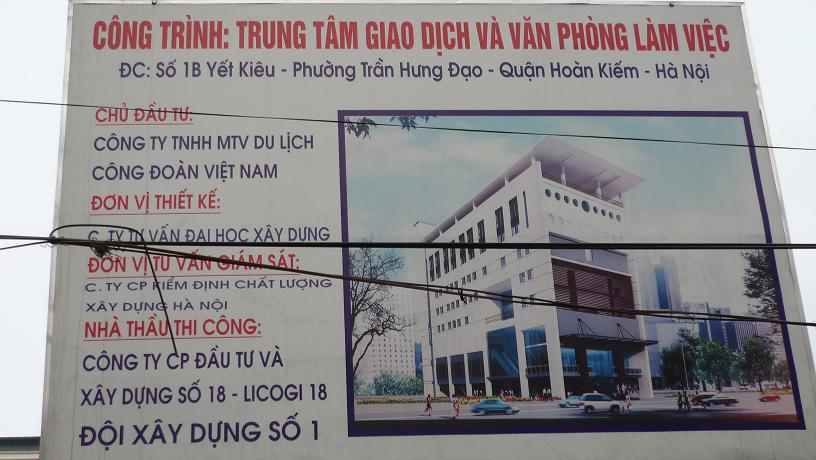 CÔNG TRÌNH: TRUNG TÂM GIAO DỊCH VÀ VĂN PHÒNG LÀM VIỆC
ĐC: Số 1B Yết Kiêu - Phường Trần Hưng Đạo - Quận Hoàn Kiếm - Hà Nội
CHỦ ĐẦU TƯ:
CÔNG TY TNHH MTV DU LỊCH
CÔNG ĐOÀN VIỆT NAM
ĐƠN VỊ THIẾT KẾ:
C. TY TƯ VẤN ĐẠI HỌC XÂY DỰNG
ĐƠN VỊ TƯ VẤN GIÁM SÁT:
C. TY CP KIỂM ĐỊNH CHẤT LƯỢNG
XÂY DỰNG HÀ NỘI
NHÀ THẦU THI CÔNG:
CÔNG TY CP ĐẦU TƯ VÀ
XÂY DỰNG SỐ 18 - LICOGI 18
ĐỘI XÂY DỰNG SỐ 1